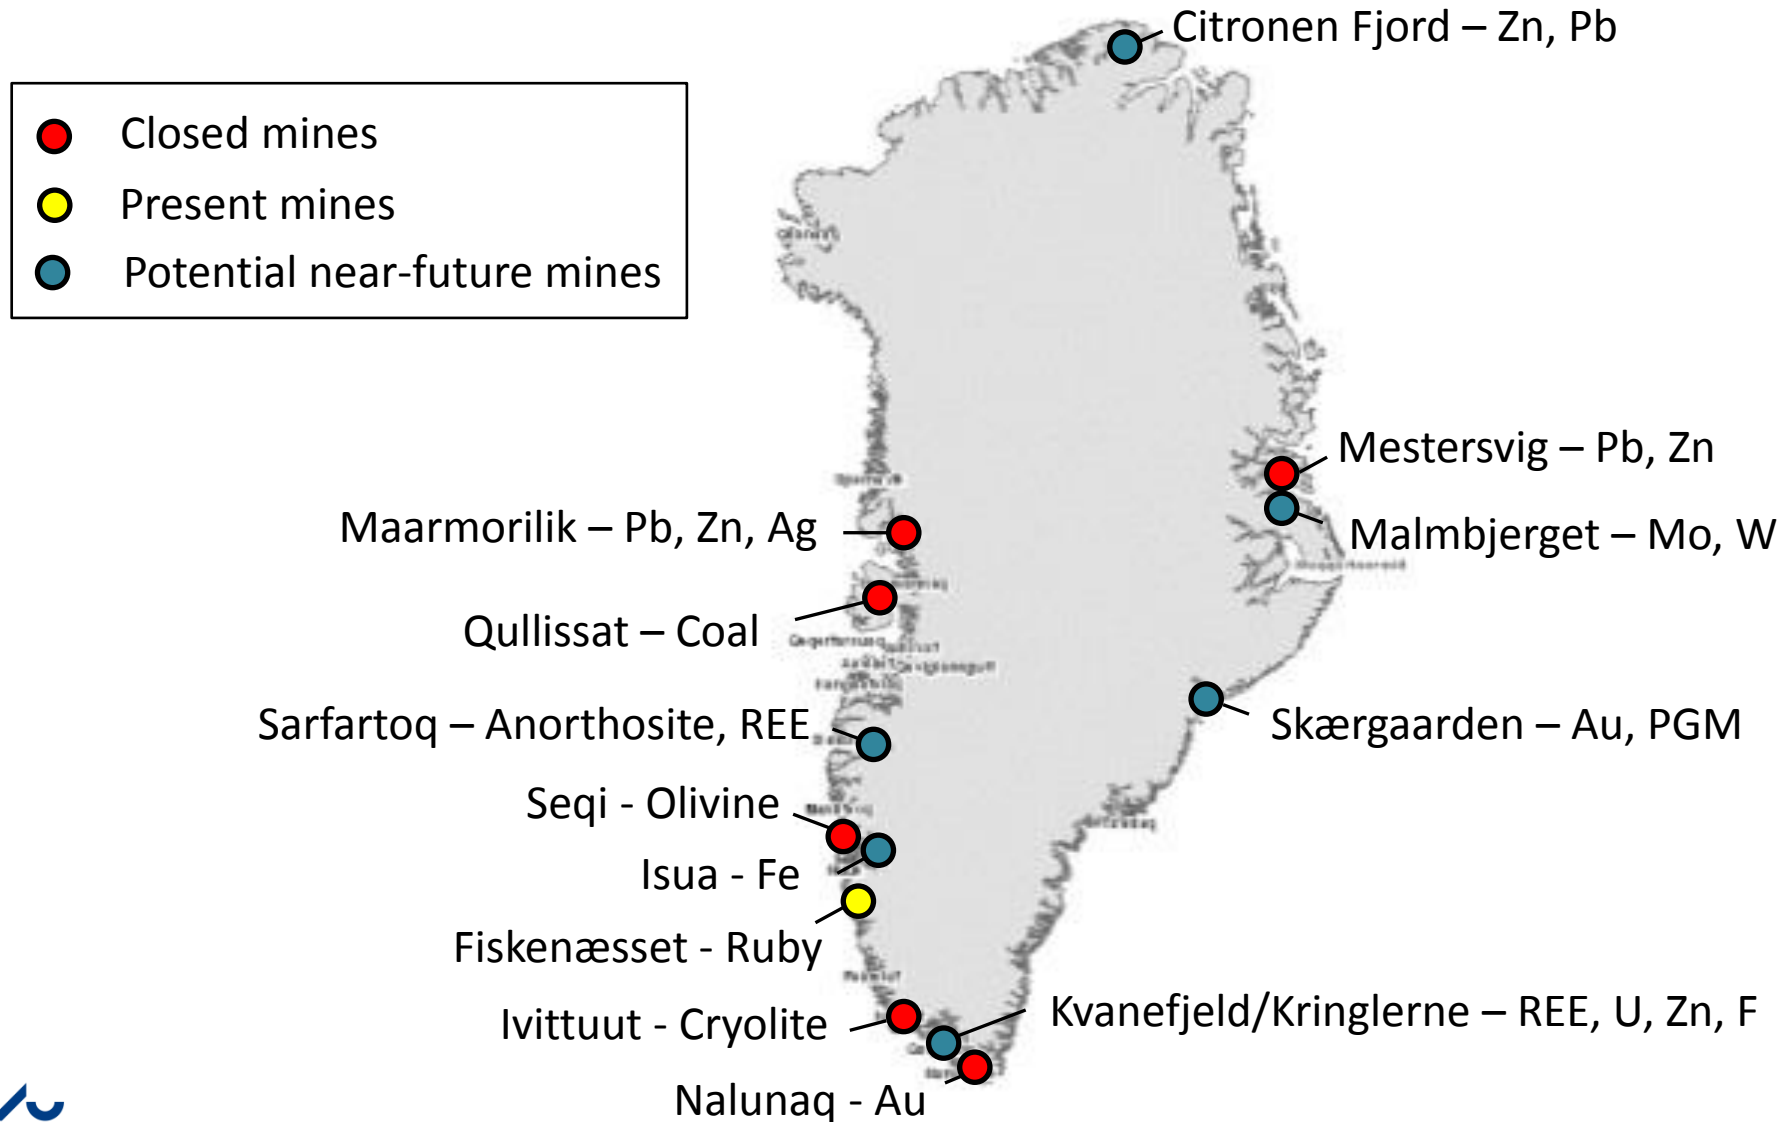 Citronen Fjord – Zn, Pb
Closed mines
Present mines
Potential near-future mines
Mestersvig – Pb, Zn
Maarmorilik – Pb, Zn, Ag
Malmbjerget – Mo, W
Qullissat – Coal
Sarfartoq – Anorthosite, REE
Skærgaarden – Au, PGM
Seqi - Olivine
Isua - Fe
Fiskenæsset - Ruby
Ivittuut - Cryolite
Kvanefjeld/Kringlerne – REE, U, Zn, F
Nalunaq - Au